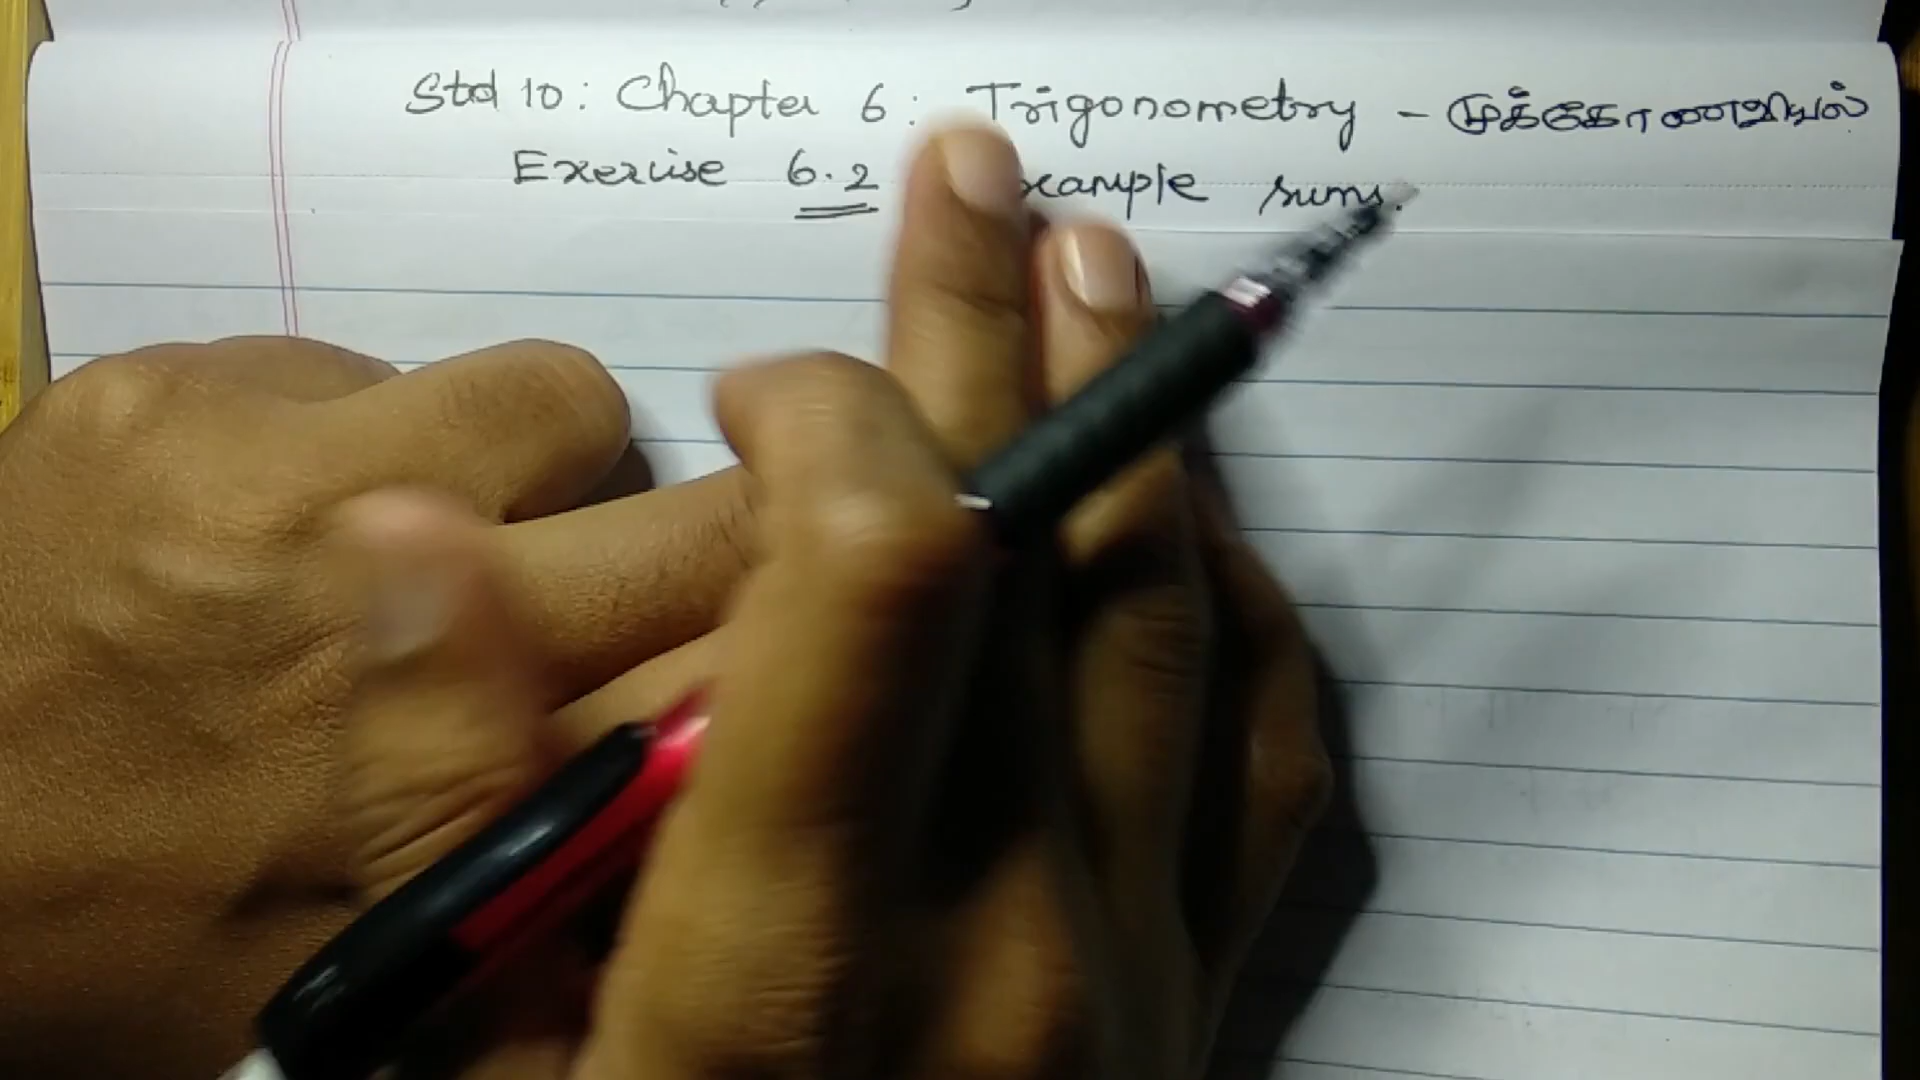 Std 10: Chapter 6: Trigonometry - முக்கோணவியல்
Exercise 6.2 sums.